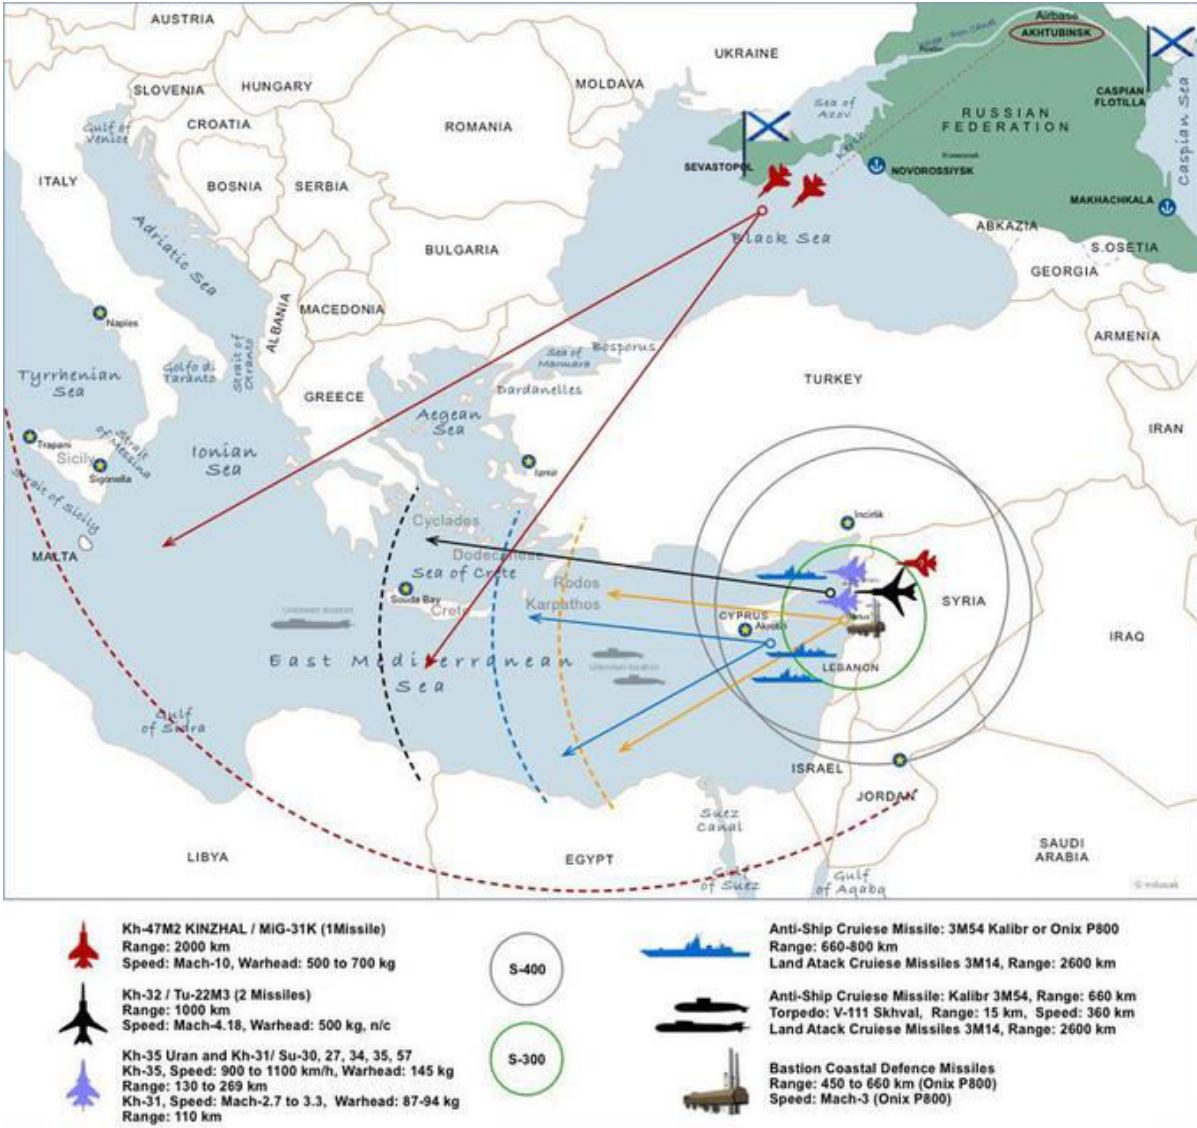 AUSTRIA
Airbase
AKHTUBINSK
UKRAINE
SLOVENIA
HUNGARY
MOLDAVA
CASPIAN
FLOTILLA
Caspian Sea
Gulf of
Venice
CROATIA
ROMANIA
Sea of
Azov
RUSSIAN
FEDERATION
Kerch
SEVASTOPOL
NOVOROSSIYSK
ITALY
BOSNIA
SERBIA
MAKHACHKALA
Adriatic Sea
BULGARIA
Black Sea
ABKAZIA
S.OSETIA
GEORGIA
ALBANIA
MACEDONIA
Naples
ARMENIA
Strait of
Otranto
Golfo di
Taranto
Tyrrhenian
Sea
Sea of
Marmara
Bosporus
Dardanelles
TURKEY
GREECE
Aegean
Sea
IRAN
Trapani
Sicily
Strait
of Messina
Sigonella
Ionian
Sea
Izmir
Strait of Sicily
MALTA
Cyclades
Incirlik
Dodecanese
Sea of Crete
Rodos
Souda Bay
Crete
Karpathos
CYPRUS
Akrotiri
SYRIA
IRAQ
Unknown location
East Mediterranean
Sea
Unknown location
LEBANON
Gulf
of Sidra
ISRAEL
JORDAN
Suez
Canal
LIBYA
EGYPT
SAUDI
ARABIA
Gulf
of Suez
Gulf
of Aqaba
© milosak
Kh-47M2 KINZHAL / MiG-31K (1Missile)
Range: 2000 km
Speed: Mach-10, Warhead: 500 to 700 kg
Kh-32 / Tu-22M3 (2 Missiles)
Range: 1000 km
Speed: Mach-4.18, Warhead: 500 kg, n/c
Kh-35 Uran and Kh-31/ Su-30, 27, 34, 35, 57
Kh-35, Speed: 900 to 1100 km/h, Warhead: 145 kg
Range: 130 to 269 km
Kh-31, Speed: Mach-2.7 to 3.3, Warhead: 87-94 kg
Range: 110 km
S-400
S-300
Anti-Ship Cruiese Missile: 3M54 Kalibr or Onix P800
Range: 660-800 km
Land Atack Cruiese Missiles 3M14, Range: 2600 km
Anti-Ship Cruiese Missile: Kalibr 3M54, Range: 660 km
Torpedo: V-111 Skhval, Range: 15 km, Speed: 360 km
Land Atack Cruiese Missiles 3M14, Range: 2600 km
Bastion Coastal Defence Missiles
Range: 450 to 660 km (Onix P800)
Speed: Mach-3 (Onix P800)